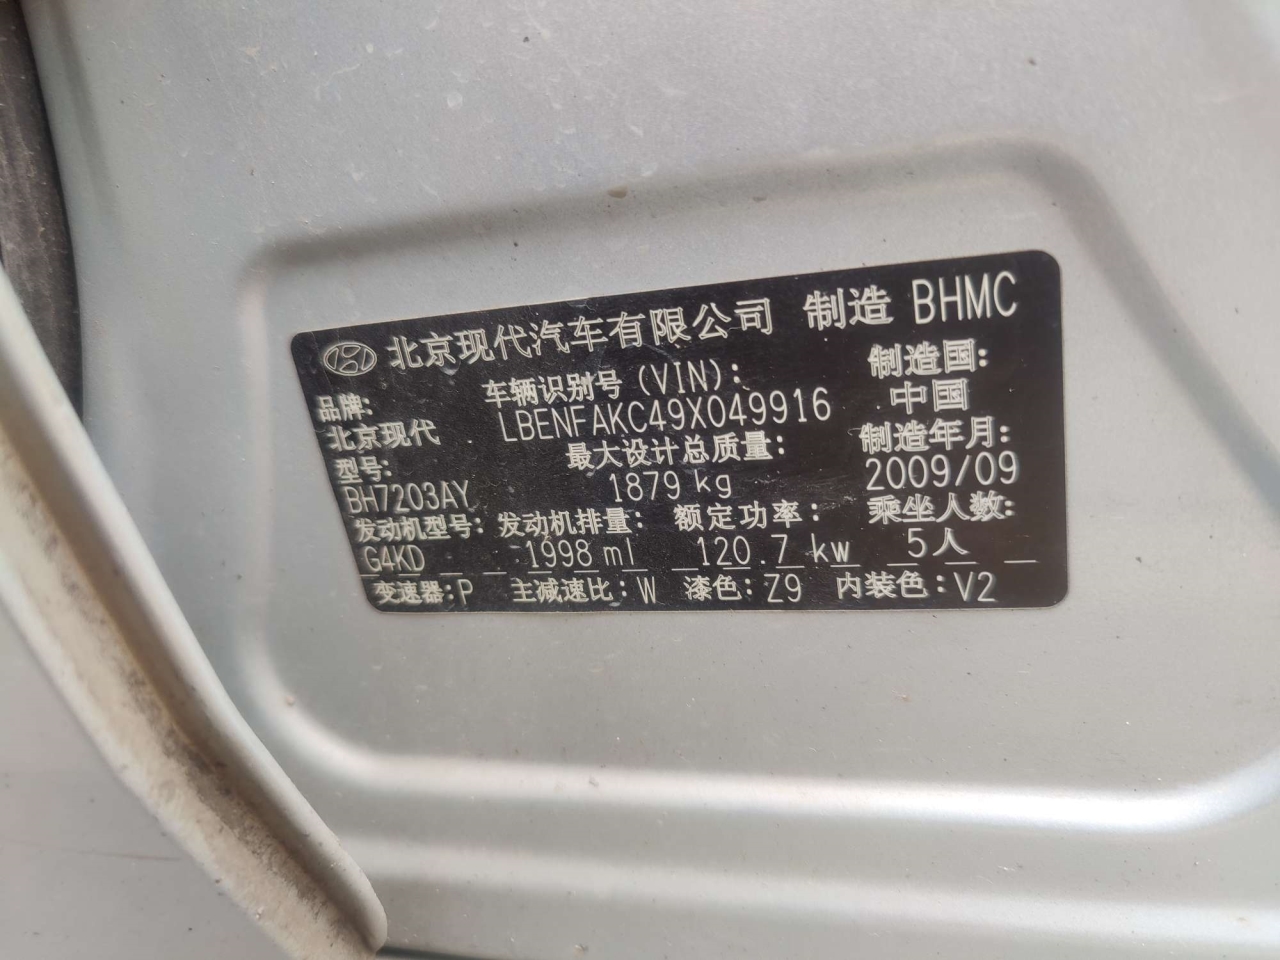 北京现代汽车有限公司 制造 BHMC
品牌: 车辆识别号 (VIN): 制造国:
北京现代 LBENFAKC49X049916 中国
型号: 最大设计总质量: 制造年月:
BH7203AY 1879 kg 2009/09
发动机型号: 发动机排量: 额定功率: 乘坐人数:
G4KD 1998 ml 120.7 kw 5人
变速器:P 主减速比:W 漆色:Z9 内装色:V2